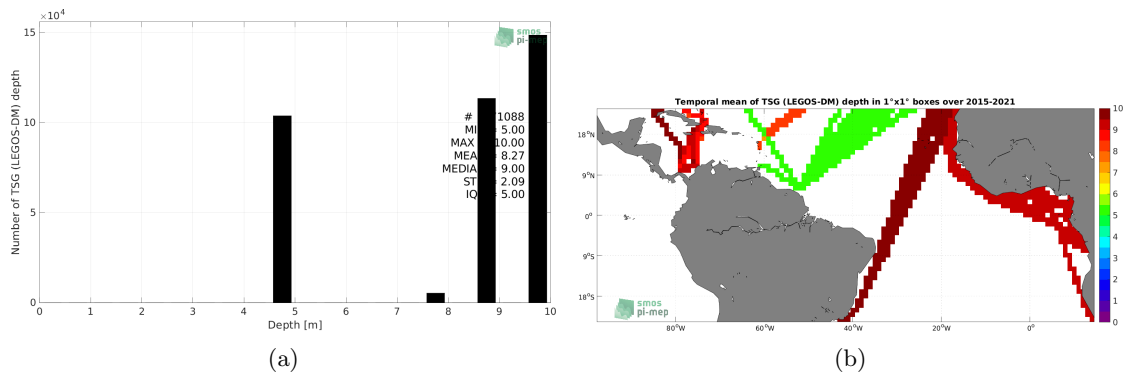 ×10⁴
15
10
5
0
Number of TSG (LEGOS-DM) depth
smos
pi-mep
# 1088
MI 5.00
MAX 10.00
MEA 8.27
MEDIA 9.00
ST 2.09
IQ 5.00
0 1 2 3 4 5 6 7 8 9 10
Depth [m]
(a)
Temporal mean of TSG (LEGOS-DM) depth in 1°x1° boxes over 2015-2021
18°N
9°N
0°
9°S
18°S
smos
pi-mep
80°W 60°W 40°W 20°W 0°
10
9
8
7
6
5
4
3
2
1
0
(b)